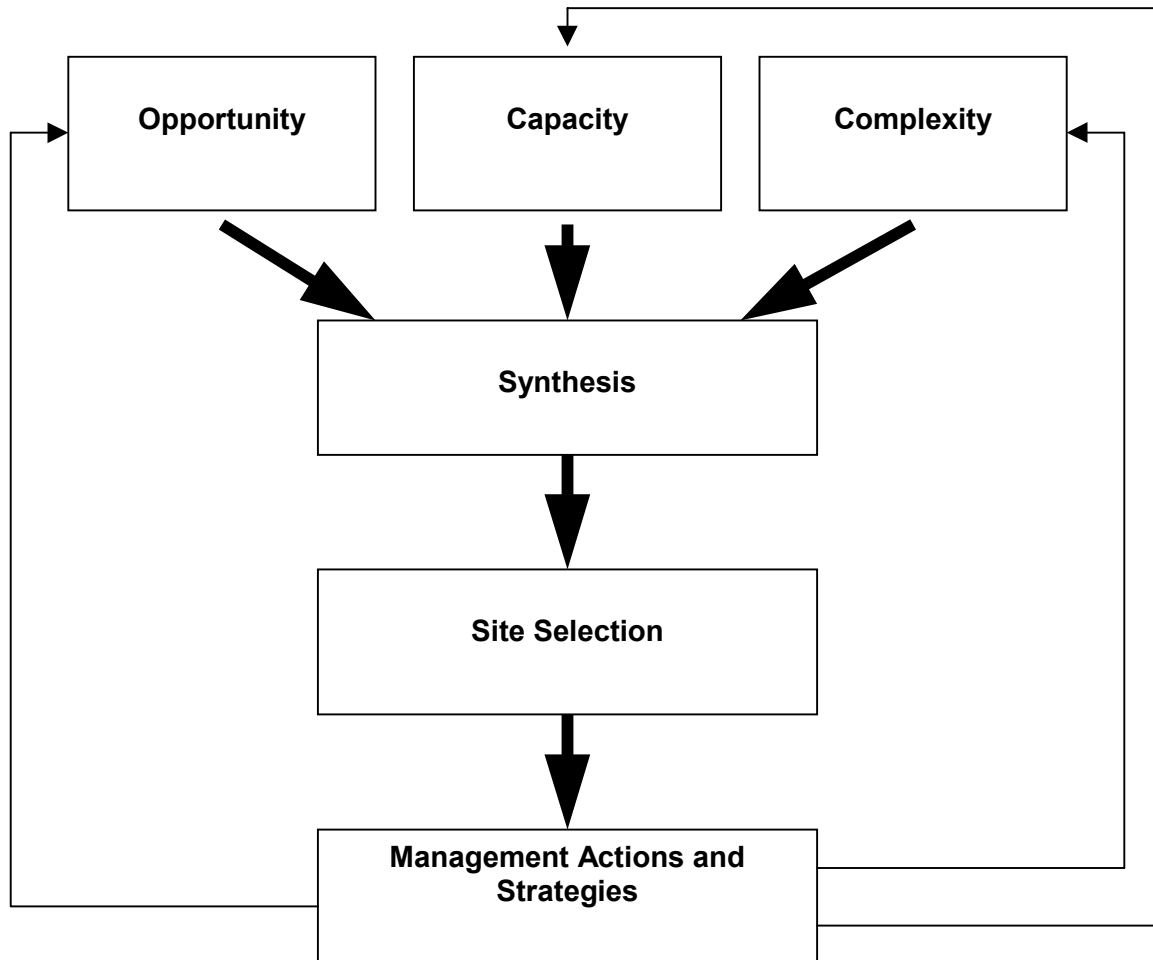 Opportunity
Capacity
Complexity
Synthesis
Site Selection
Management Actions and
Strategies